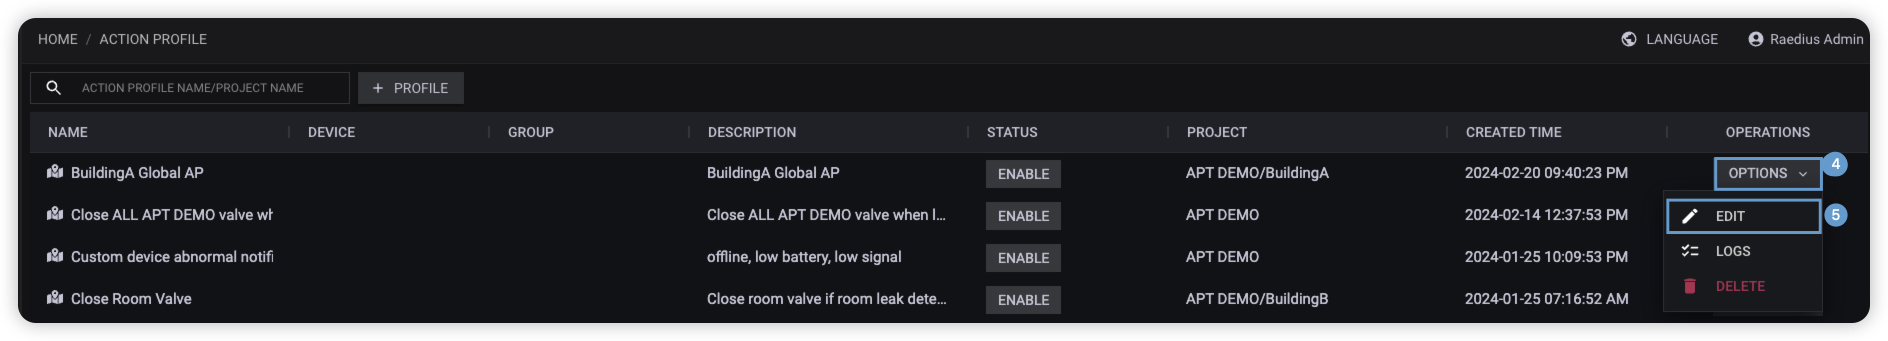 HOME / ACTION PROFILE LANGUAGE Raedius Admin
ACTION PROFILE NAME/PROJECT NAME + PROFILE
NAME DEVICE GROUP DESCRIPTION STATUS PROJECT CREATED TIME OPERATIONS
BuildingA Global AP BuildingA Global AP ENABLE APT DEMO/BuildingA 2024-02-20 09:40:23 PM OPTIONS 4
Close ALL APT DEMO valve wh Close ALL APT DEMO valve when l... ENABLE APT DEMO 2024-02-14 12:37:53 PM EDIT 5
Custom device abnormal notifi offline, low battery, low signal ENABLE APT DEMO 2024-01-25 10:09:53 PM LOGS
Close Room Valve Close room valve if room leak dete... ENABLE APT DEMO/BuildingB 2024-01-25 07:16:52 AM DELETE